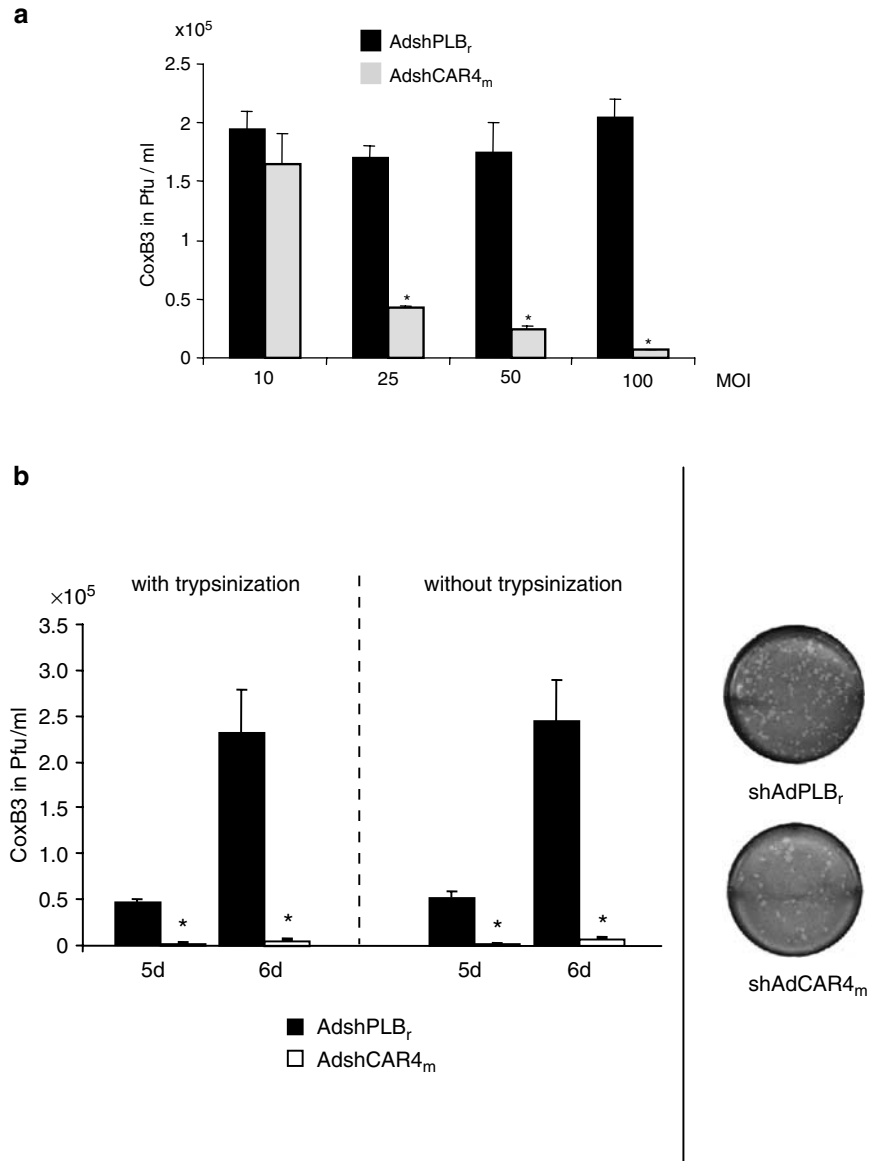 a
x10⁵
AdshPLBᵣ
AdshCAR4ₘ
CoxB3 in Pfu / ml
2.5
2
1.5
1
0.5
0
*
*
*
10 25 50 100 MOI
b
with trypsinization without trypsinization
×10⁵
CoxB3 in Pfu/ml
3.5
3.0
2.5
2.0
1.5
1.0
0.5
0
* * * *
5d 6d 5d 6d
AdshPLBᵣ
AdshCAR4ₘ
shAdPLBᵣ
shAdCAR4ₘ